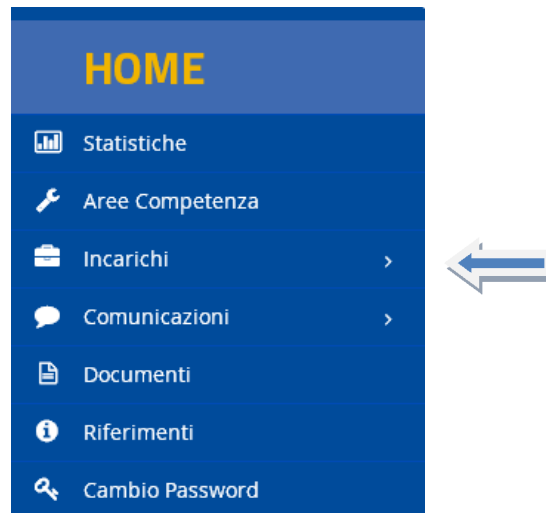 HOME
Statistiche
Aree Competenza
Incarichi
Comunicazioni
Documenti
Riferimenti
Cambio Password